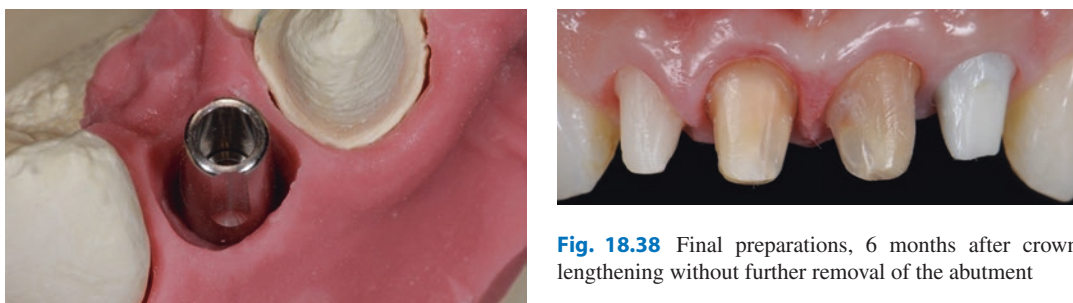 Fig. 18.38 Final preparations, 6 months after crown
lengthening without further removal of the abutment